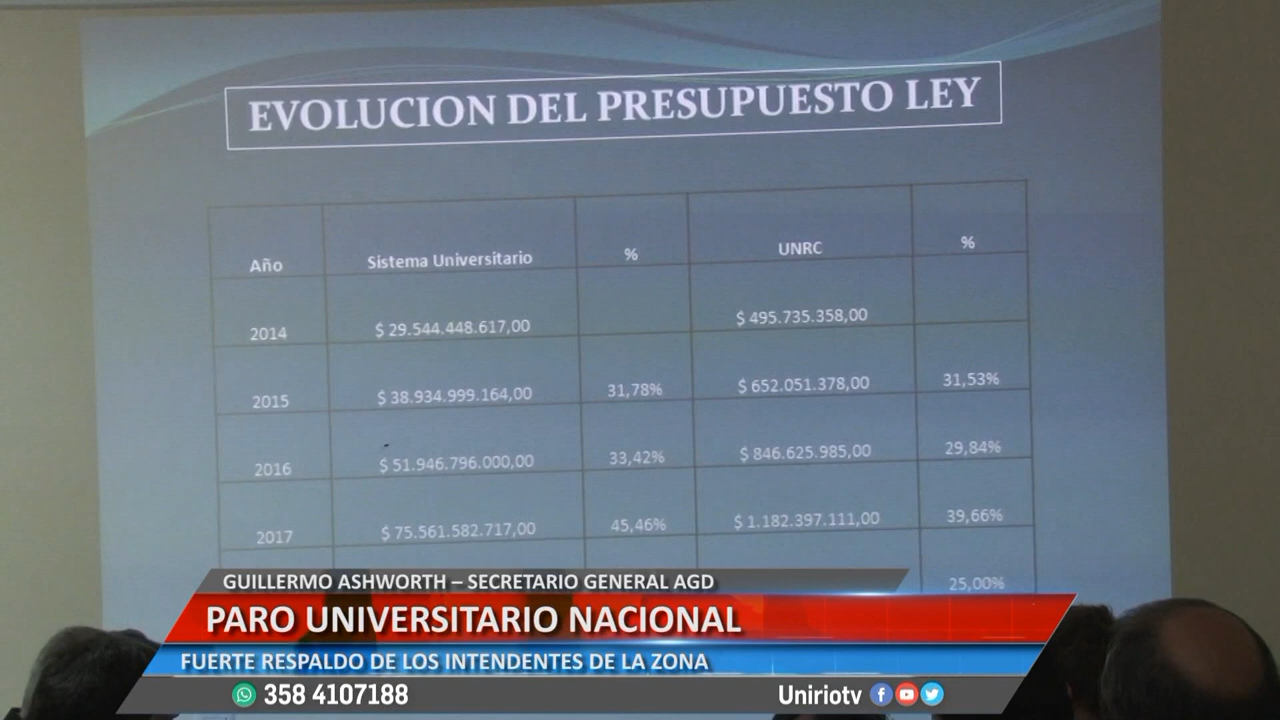 EVOLUCION DEL PRESUPUESTO LEY
Año Sistema Universitario % UNRC %
2014 $ 29.544.448.617,00 $ 495.735.358,00
2015 $ 38.934.999.164,00 31,78% $ 652.051.378,00 31,53%
2016 $ 51.946.796.000,00 33,42% $ 846.625.985,00 29,84%
2017 $ 75.561.582.717,00 45,46% $ 1.182.397.111,00 39,66%
25,00%
GUILLERMO ASHWORTH – SECRETARIO GENERAL AGD
PARO UNIVERSITARIO NACIONAL
FUERTE RESPALDO DE LOS INTENDENTES DE LA ZONA
358 4107188 Uniriotv